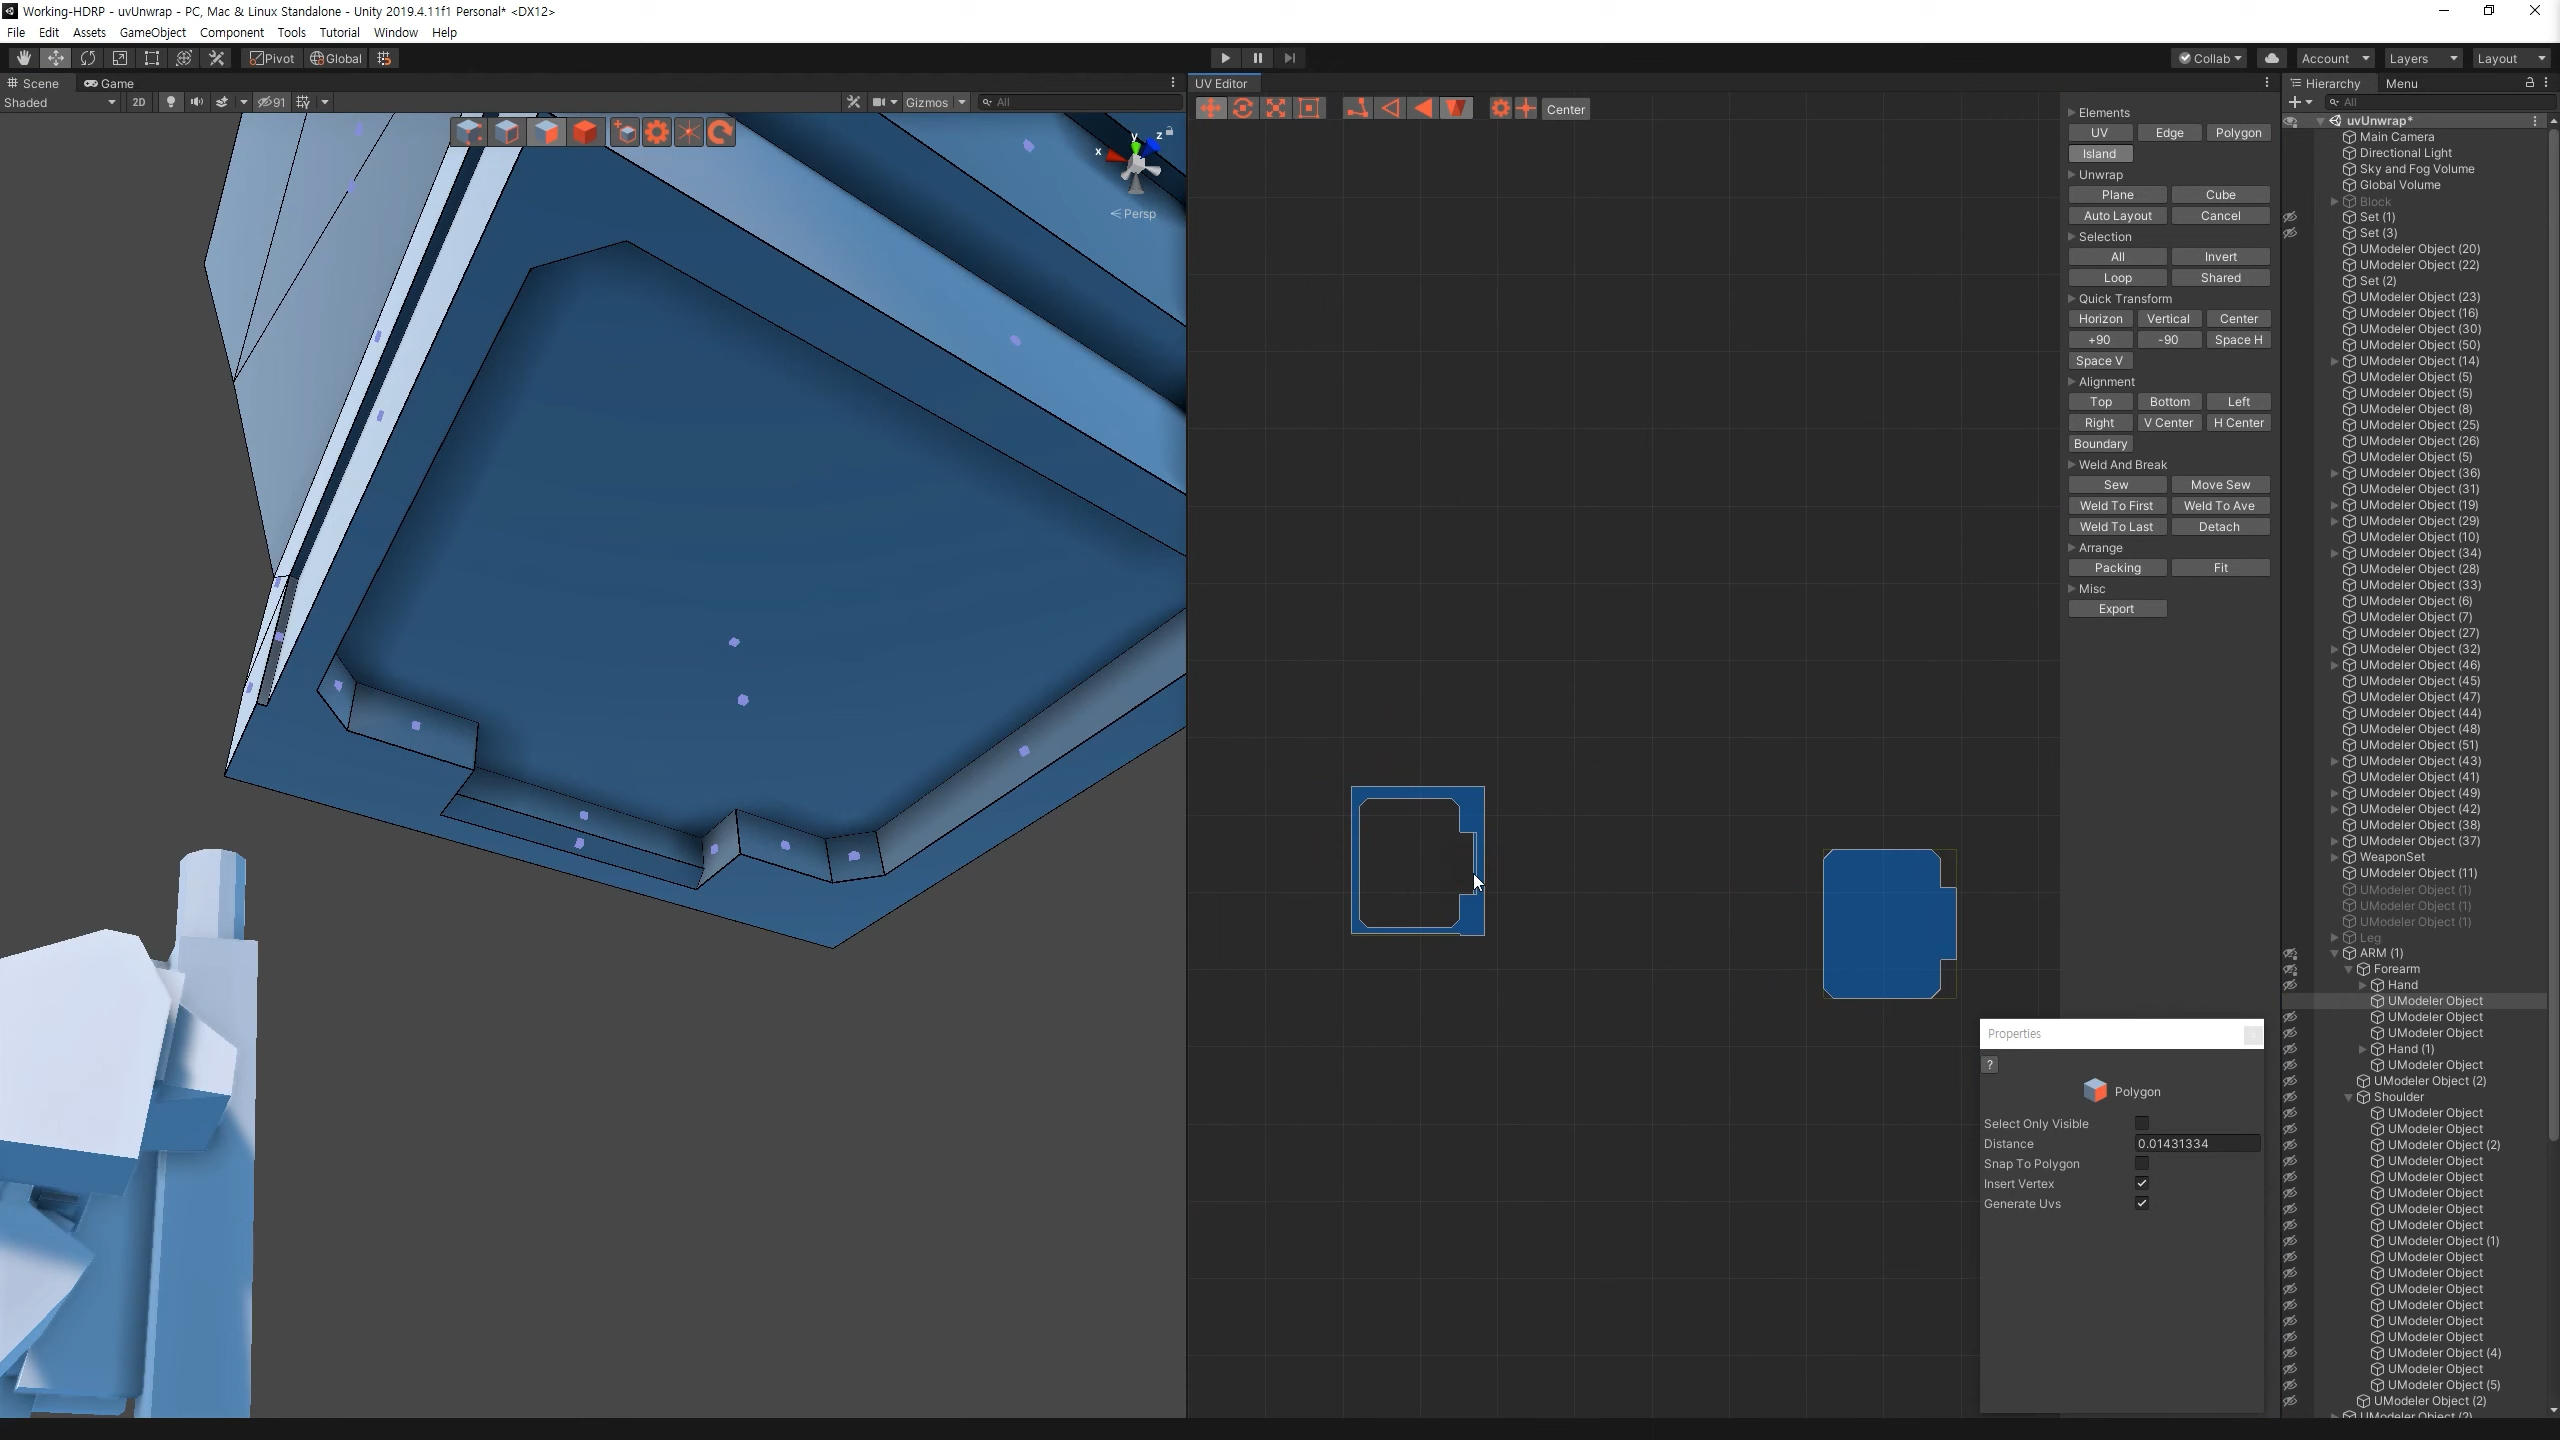 Working-HDRP - uvUnwrap - PC, Mac & Linux Standalone - Unity 2019.4.11f1 Personal* <DX12>
File Edit Assets GameObject Component Tools Tutorial Window Help
Pivot Global Collab Account Layers Layout
Scene Game
Shaded 2D 91 Gizmos All
x y z
Persp
UV Editor
Center
Elements
UV Edge Polygon
Island
Unwrap
Plane Cube
Auto Layout Cancel
Selection
All Invert
Loop Shared
Quick Transform
Horizon Vertical Center
+90 -90 Space H
Space V
Alignment
Top Bottom Left
Right V Center H Center
Boundary
Weld And Break
Sew Move Sew
Weld To First Weld To Ave
Weld To Last Detach
Arrange
Packing Fit
Misc
Export
Properties
?
Polygon
Select Only Visible
Distance 0.01431334
Snap To Polygon
Insert Vertex
Generate Uvs
Hierarchy Menu
All
uvUnwrap*
Main Camera
Directional Light
Sky and Fog Volume
Global Volume
Block
Set (1)
Set (3)
UModeler Object (20)
UModeler Object (22)
Set (2)
UModeler Object (23)
UModeler Object (16)
UModeler Object (30)
UModeler Object (50)
UModeler Object (14)
UModeler Object (5)
UModeler Object (5)
UModeler Object (8)
UModeler Object (25)
UModeler Object (26)
UModeler Object (5)
UModeler Object (36)
UModeler Object (31)
UModeler Object (19)
UModeler Object (29)
UModeler Object (10)
UModeler Object (34)
UModeler Object (28)
UModeler Object (33)
UModeler Object (6)
UModeler Object (7)
UModeler Object (27)
UModeler Object (32)
UModeler Object (46)
UModeler Object (45)
UModeler Object (47)
UModeler Object (44)
UModeler Object (48)
UModeler Object (51)
UModeler Object (43)
UModeler Object (41)
UModeler Object (49)
UModeler Object (42)
UModeler Object (38)
UModeler Object (37)
WeaponSet
UModeler Object (11)
UModeler Object (1)
UModeler Object (1)
UModeler Object (1)
Leg
ARM (1)
Forearm
Hand
UModeler Object
UModeler Object
UModeler Object
Hand (1)
UModeler Object
UModeler Object (2)
Shoulder
UModeler Object
UModeler Object
UModeler Object (2)
UModeler Object
UModeler Object
UModeler Object
UModeler Object
UModeler Object
UModeler Object (1)
UModeler Object
UModeler Object
UModeler Object
UModeler Object
UModeler Object
UModeler Object
UModeler Object (4)
UModeler Object
UModeler Object (5)
UModeler Object (2)
UModeler Object (2)